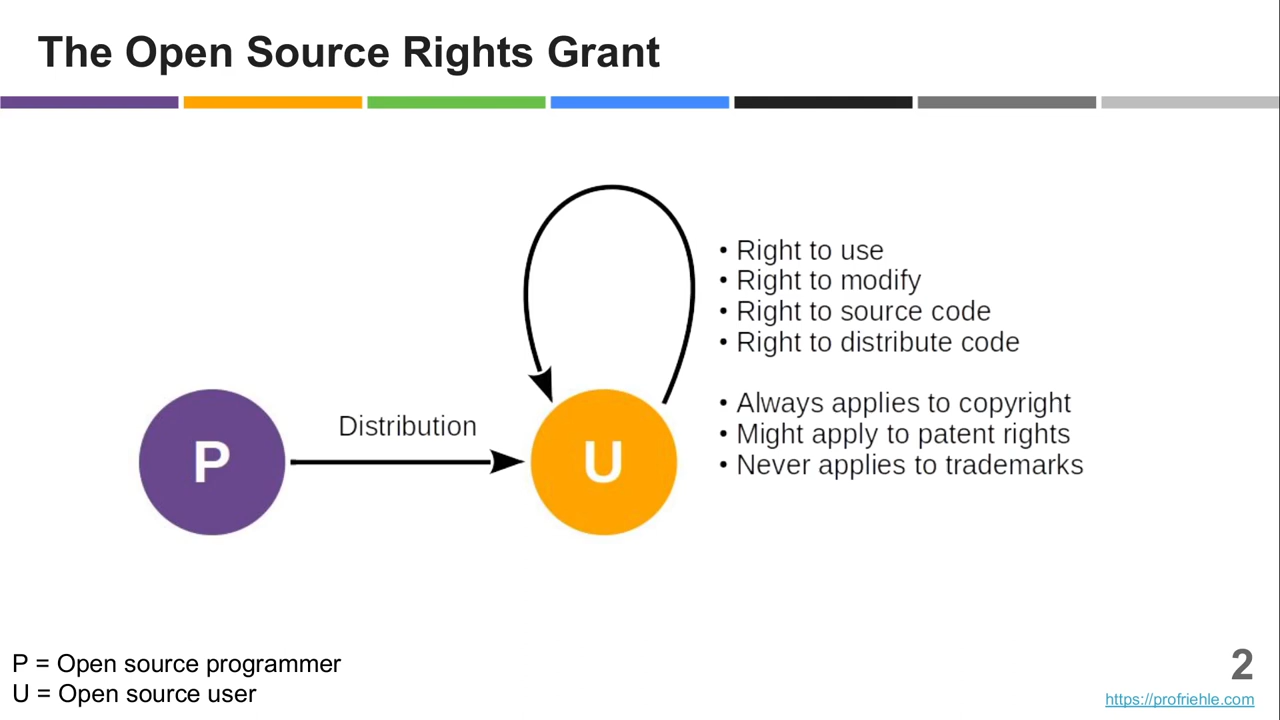 The Open Source Rights Grant
• Right to use
• Right to modify
• Right to source code
• Right to distribute code
• Always applies to copyright
• Might apply to patent rights
• Never applies to trademarks
Distribution
P
U
P = Open source programmer
U = Open source user
2
https://profriehle.com